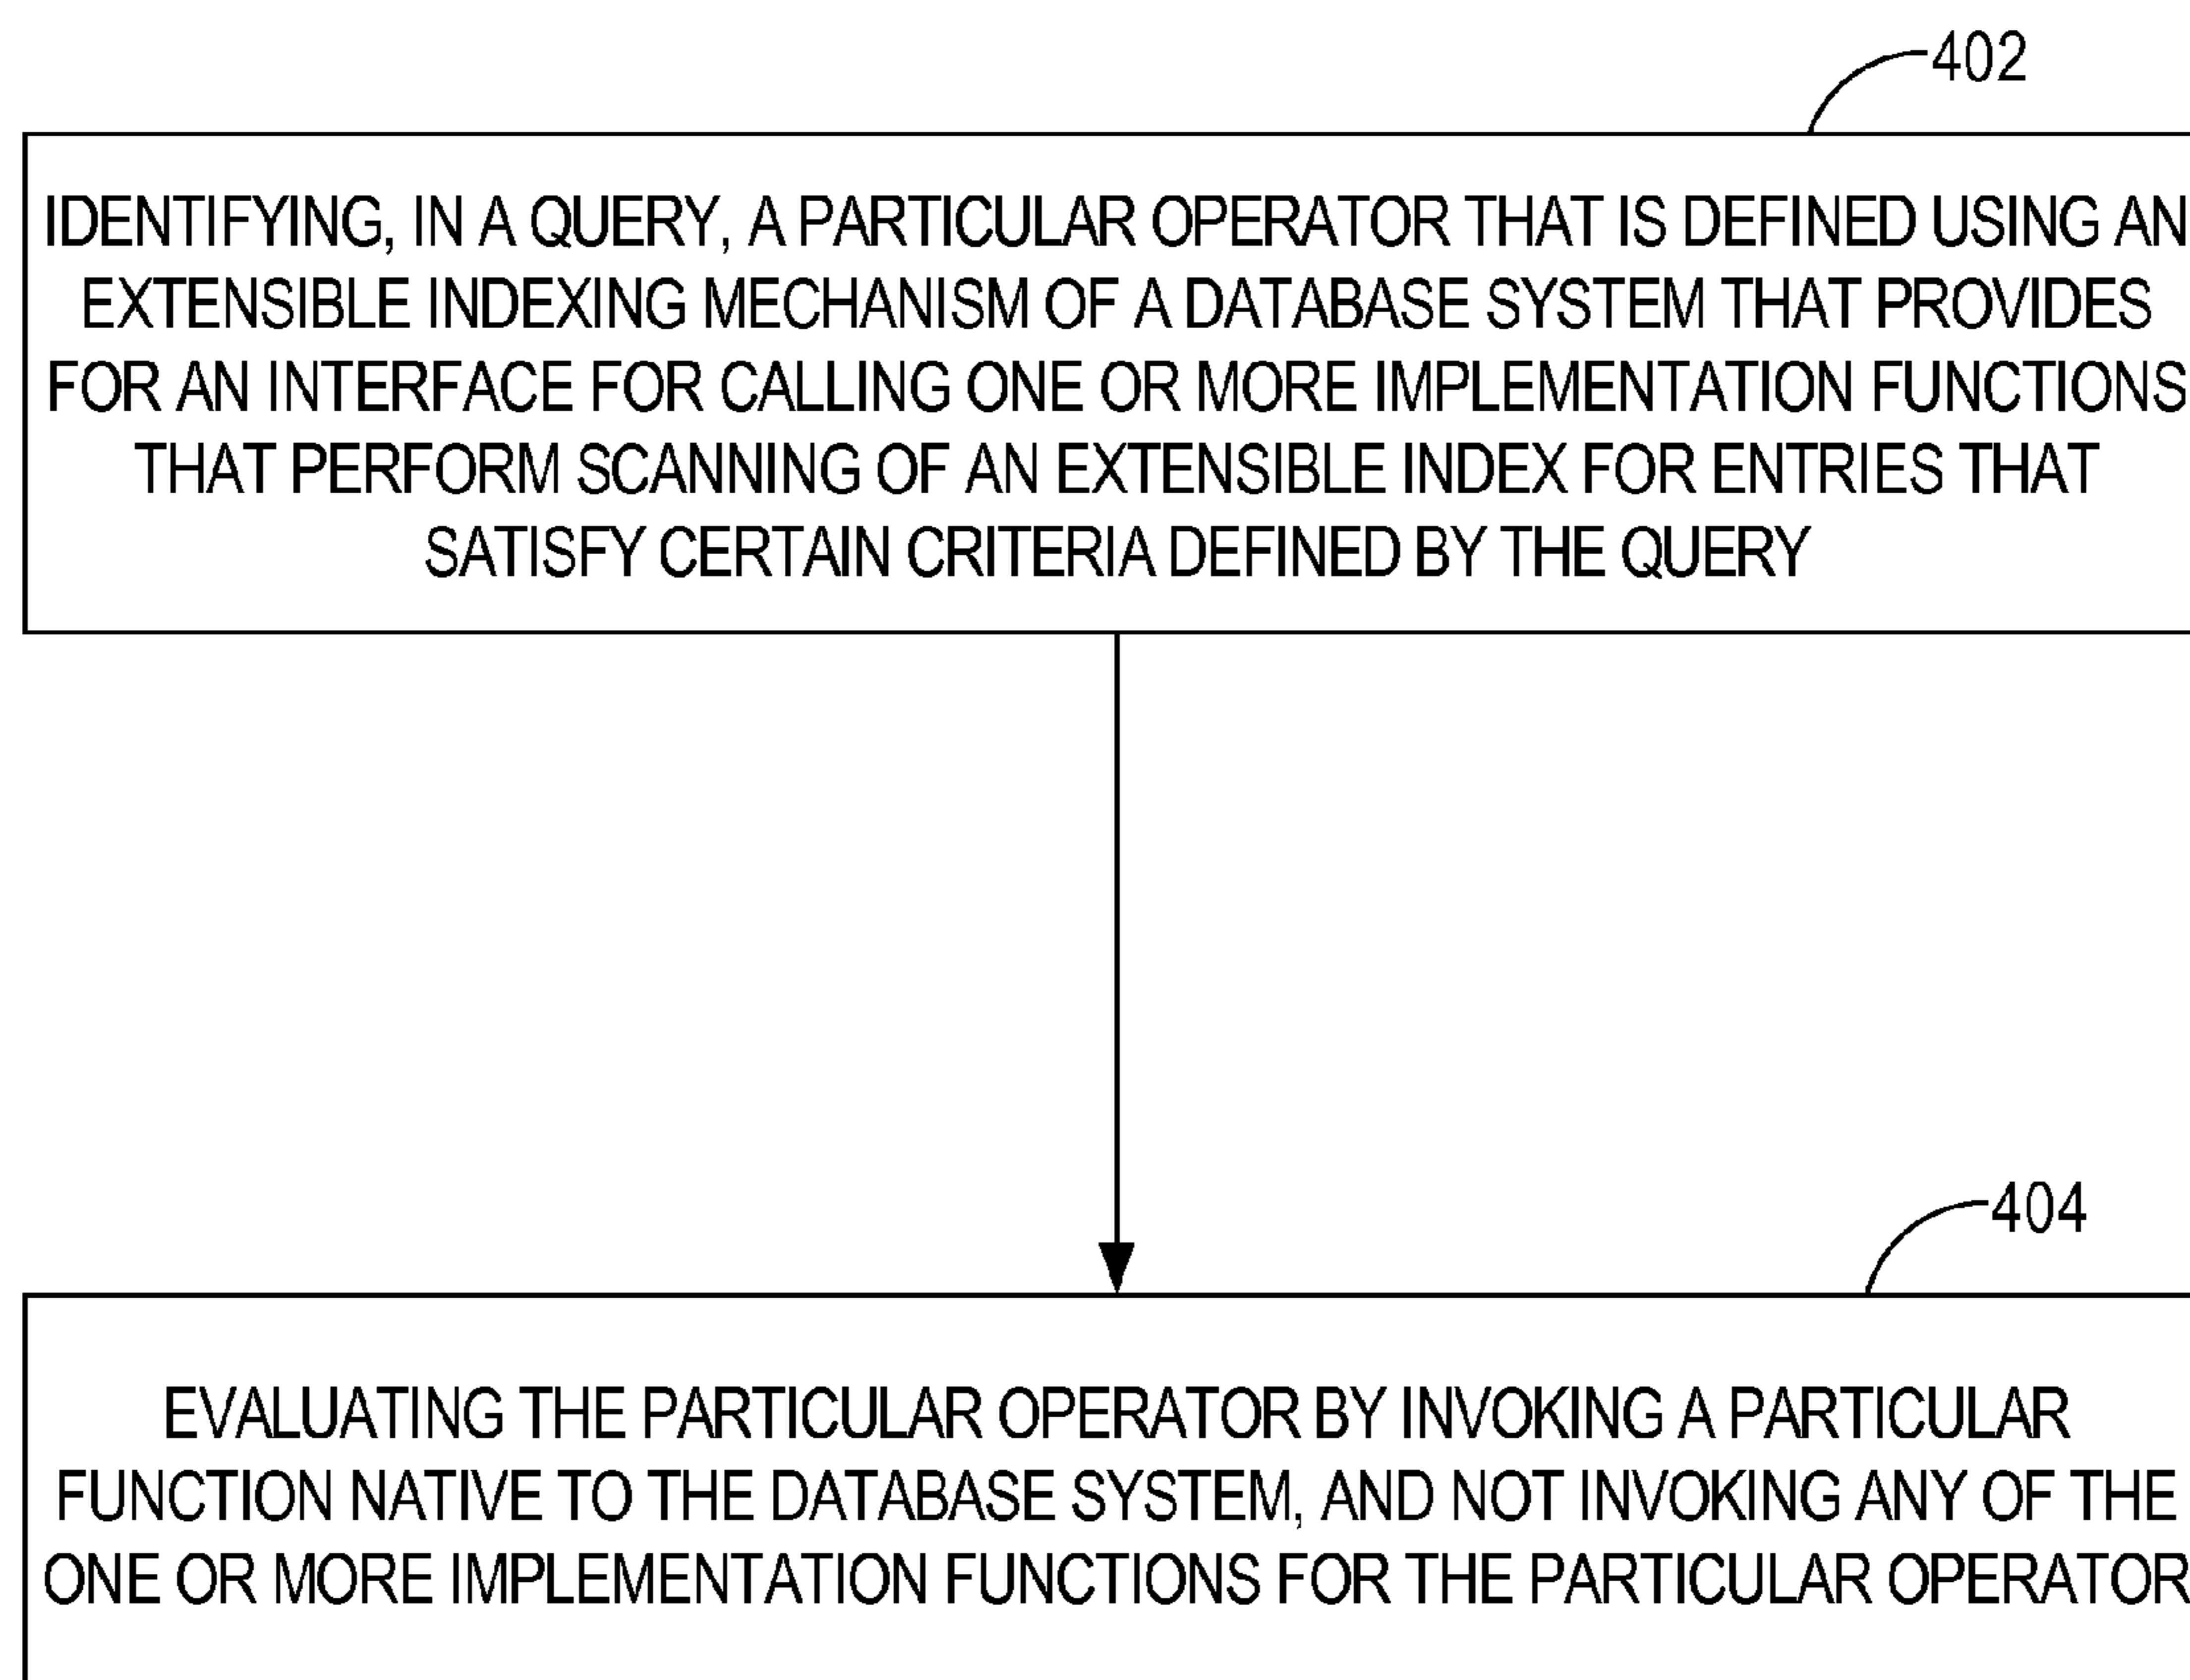 402
IDENTIFYING, IN A QUERY, A PARTICULAR OPERATOR THAT IS DEFINED USING AN
EXTENSIBLE INDEXING MECHANISM OF A DATABASE SYSTEM THAT PROVIDES
FOR AN INTERFACE FOR CALLING ONE OR MORE IMPLEMENTATION FUNCTIONS
THAT PERFORM SCANNING OF AN EXTENSIBLE INDEX FOR ENTRIES THAT
SATISFY CERTAIN CRITERIA DEFINED BY THE QUERY
404
EVALUATING THE PARTICULAR OPERATOR BY INVOKING A PARTICULAR
FUNCTION NATIVE TO THE DATABASE SYSTEM, AND NOT INVOKING ANY OF THE
ONE OR MORE IMPLEMENTATION FUNCTIONS FOR THE PARTICULAR OPERATOR